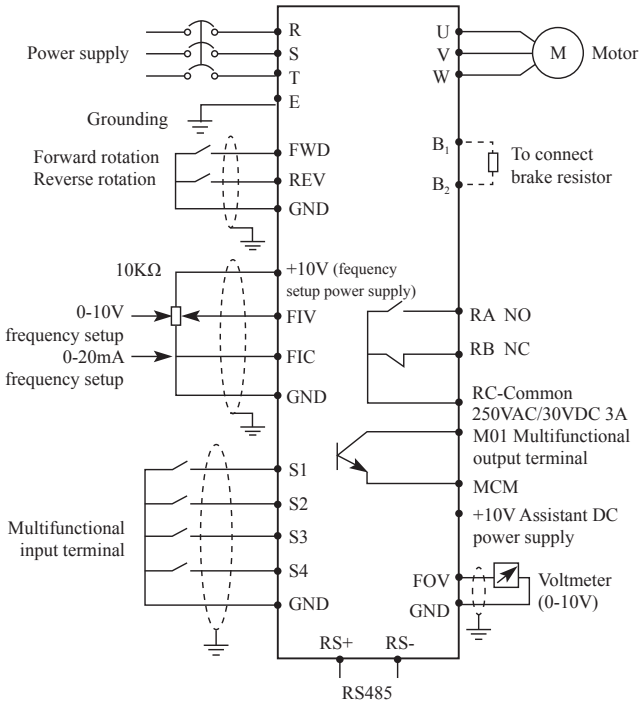 R
Power supply
S
T
E
Grounding
Forward rotation
Reverse rotation
FWD
REV
GND
10KΩ
+10V (fequency
setup power supply)
0-10V
frequency setup
FIV
0-20mA
frequency setup
FIC
GND
Multifunctional
input terminal
S1
S2
S3
S4
GND
U
V
W
M
Motor
B1
B2
To connect
brake resistor
RA NO
RB NC
RC-Common
250VAC/30VDC 3A
M01 Multifunctional
output terminal
MCM
+10V Assistant DC
power supply
FOV
GND
Voltmeter
(0-10V)
RS+ RS-
RS485